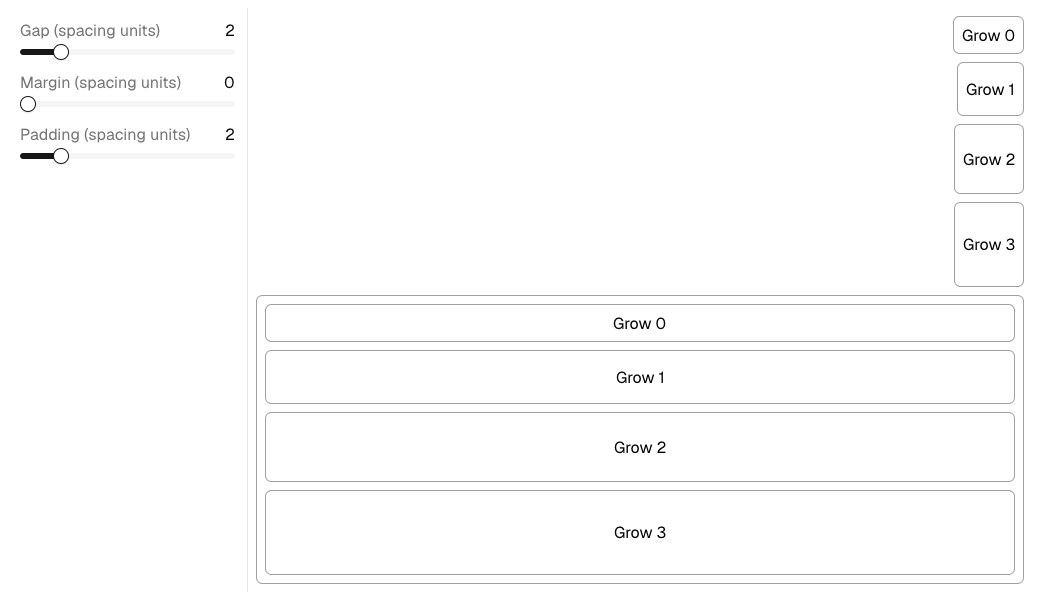 Gap (spacing units) 2
Margin (spacing units) 0
Padding (spacing units) 2
Grow 0
Grow 1
Grow 2
Grow 3
Grow 0
Grow 1
Grow 2
Grow 3